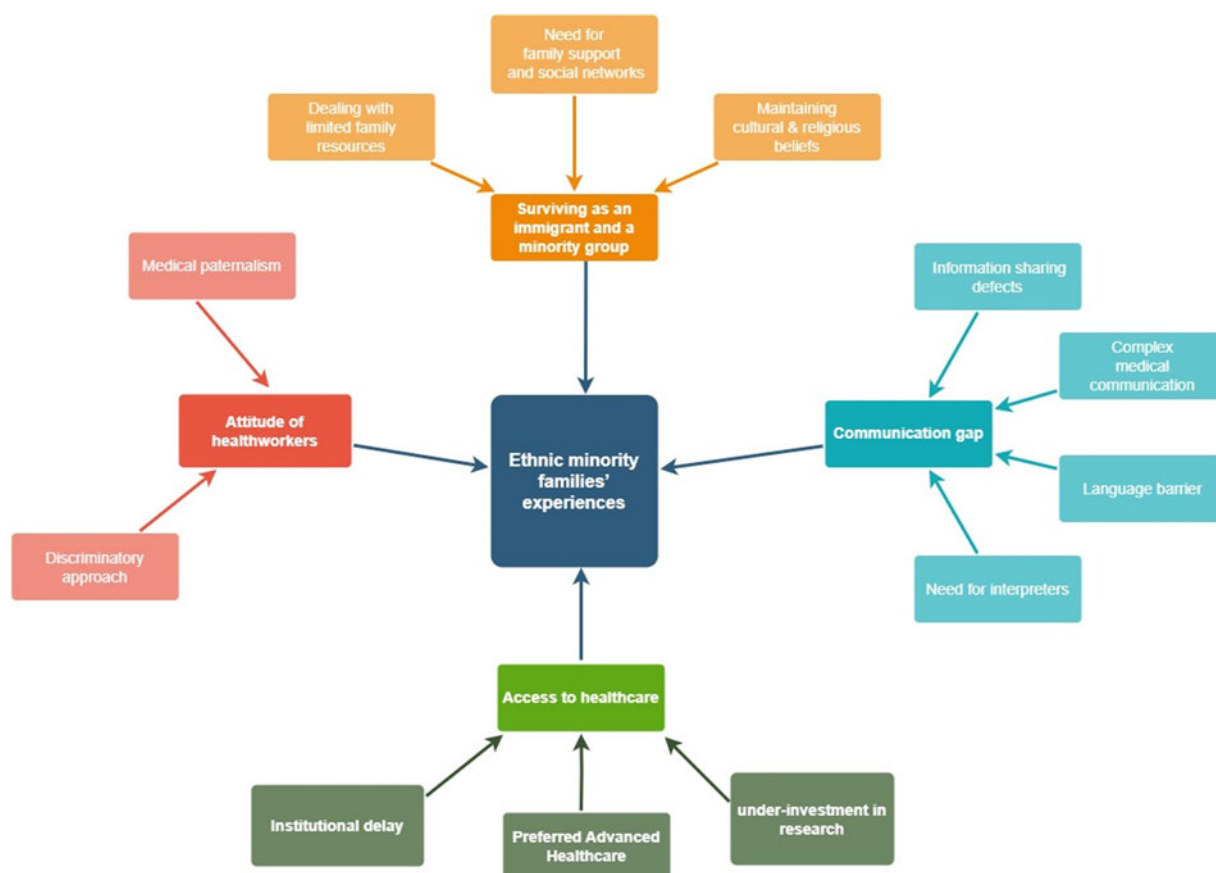 Need for
family support
and social networks
Dealing with
limited family
resources
Maintaining
cultural & religious
beliefs
Surviving as an
immigrant and a
minority group
Medical paternalism
Information sharing
defects
Complex
medical
communication
Attitude of
healthworkers
Ethnic minority
families'
experiences
Communication gap
Language barrier
Discriminatory
approach
Need for interpreters
Access to healthcare
Institutional delay
Preferred Advanced
Healthcare
under-investment in
research